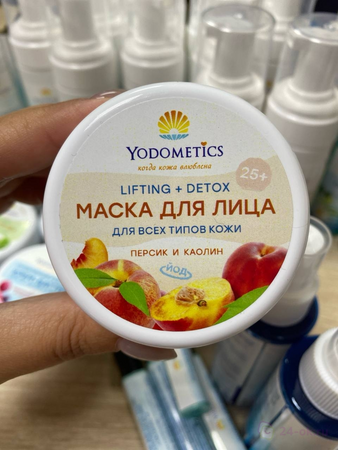 YODOMETICS
когда кожа влюблена
25+
LIFTING + DETOX
МАСКА ДЛЯ ЛИЦА
ДЛЯ ВСЕХ ТИПОВ КОЖИ
ПЕРСИК И КАОЛИН
ЙОД